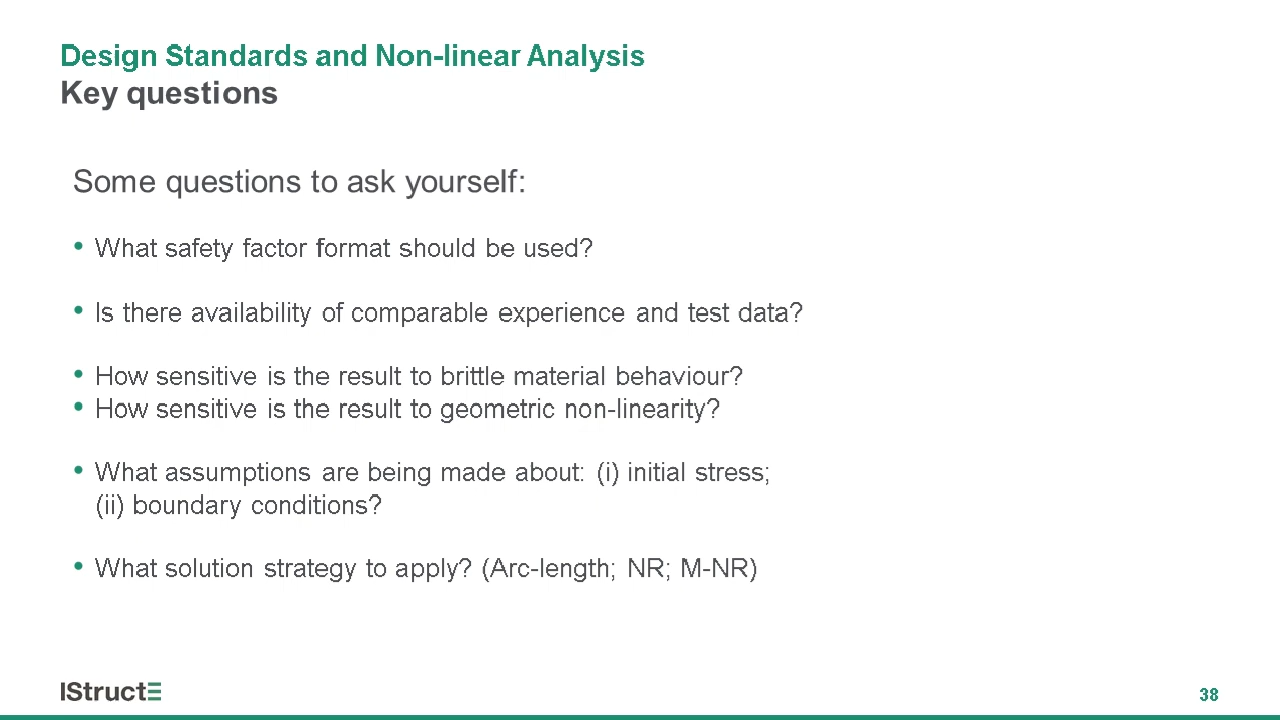 Design Standards and Non-linear Analysis
Key questions
Some questions to ask yourself:
• What safety factor format should be used?
• Is there availability of comparable experience and test data?
• How sensitive is the result to brittle material behaviour?
• How sensitive is the result to geometric non-linearity?
• What assumptions are being made about: (i) initial stress;
(ii) boundary conditions?
• What solution strategy to apply? (Arc-length; NR; M-NR)
IStructE
38